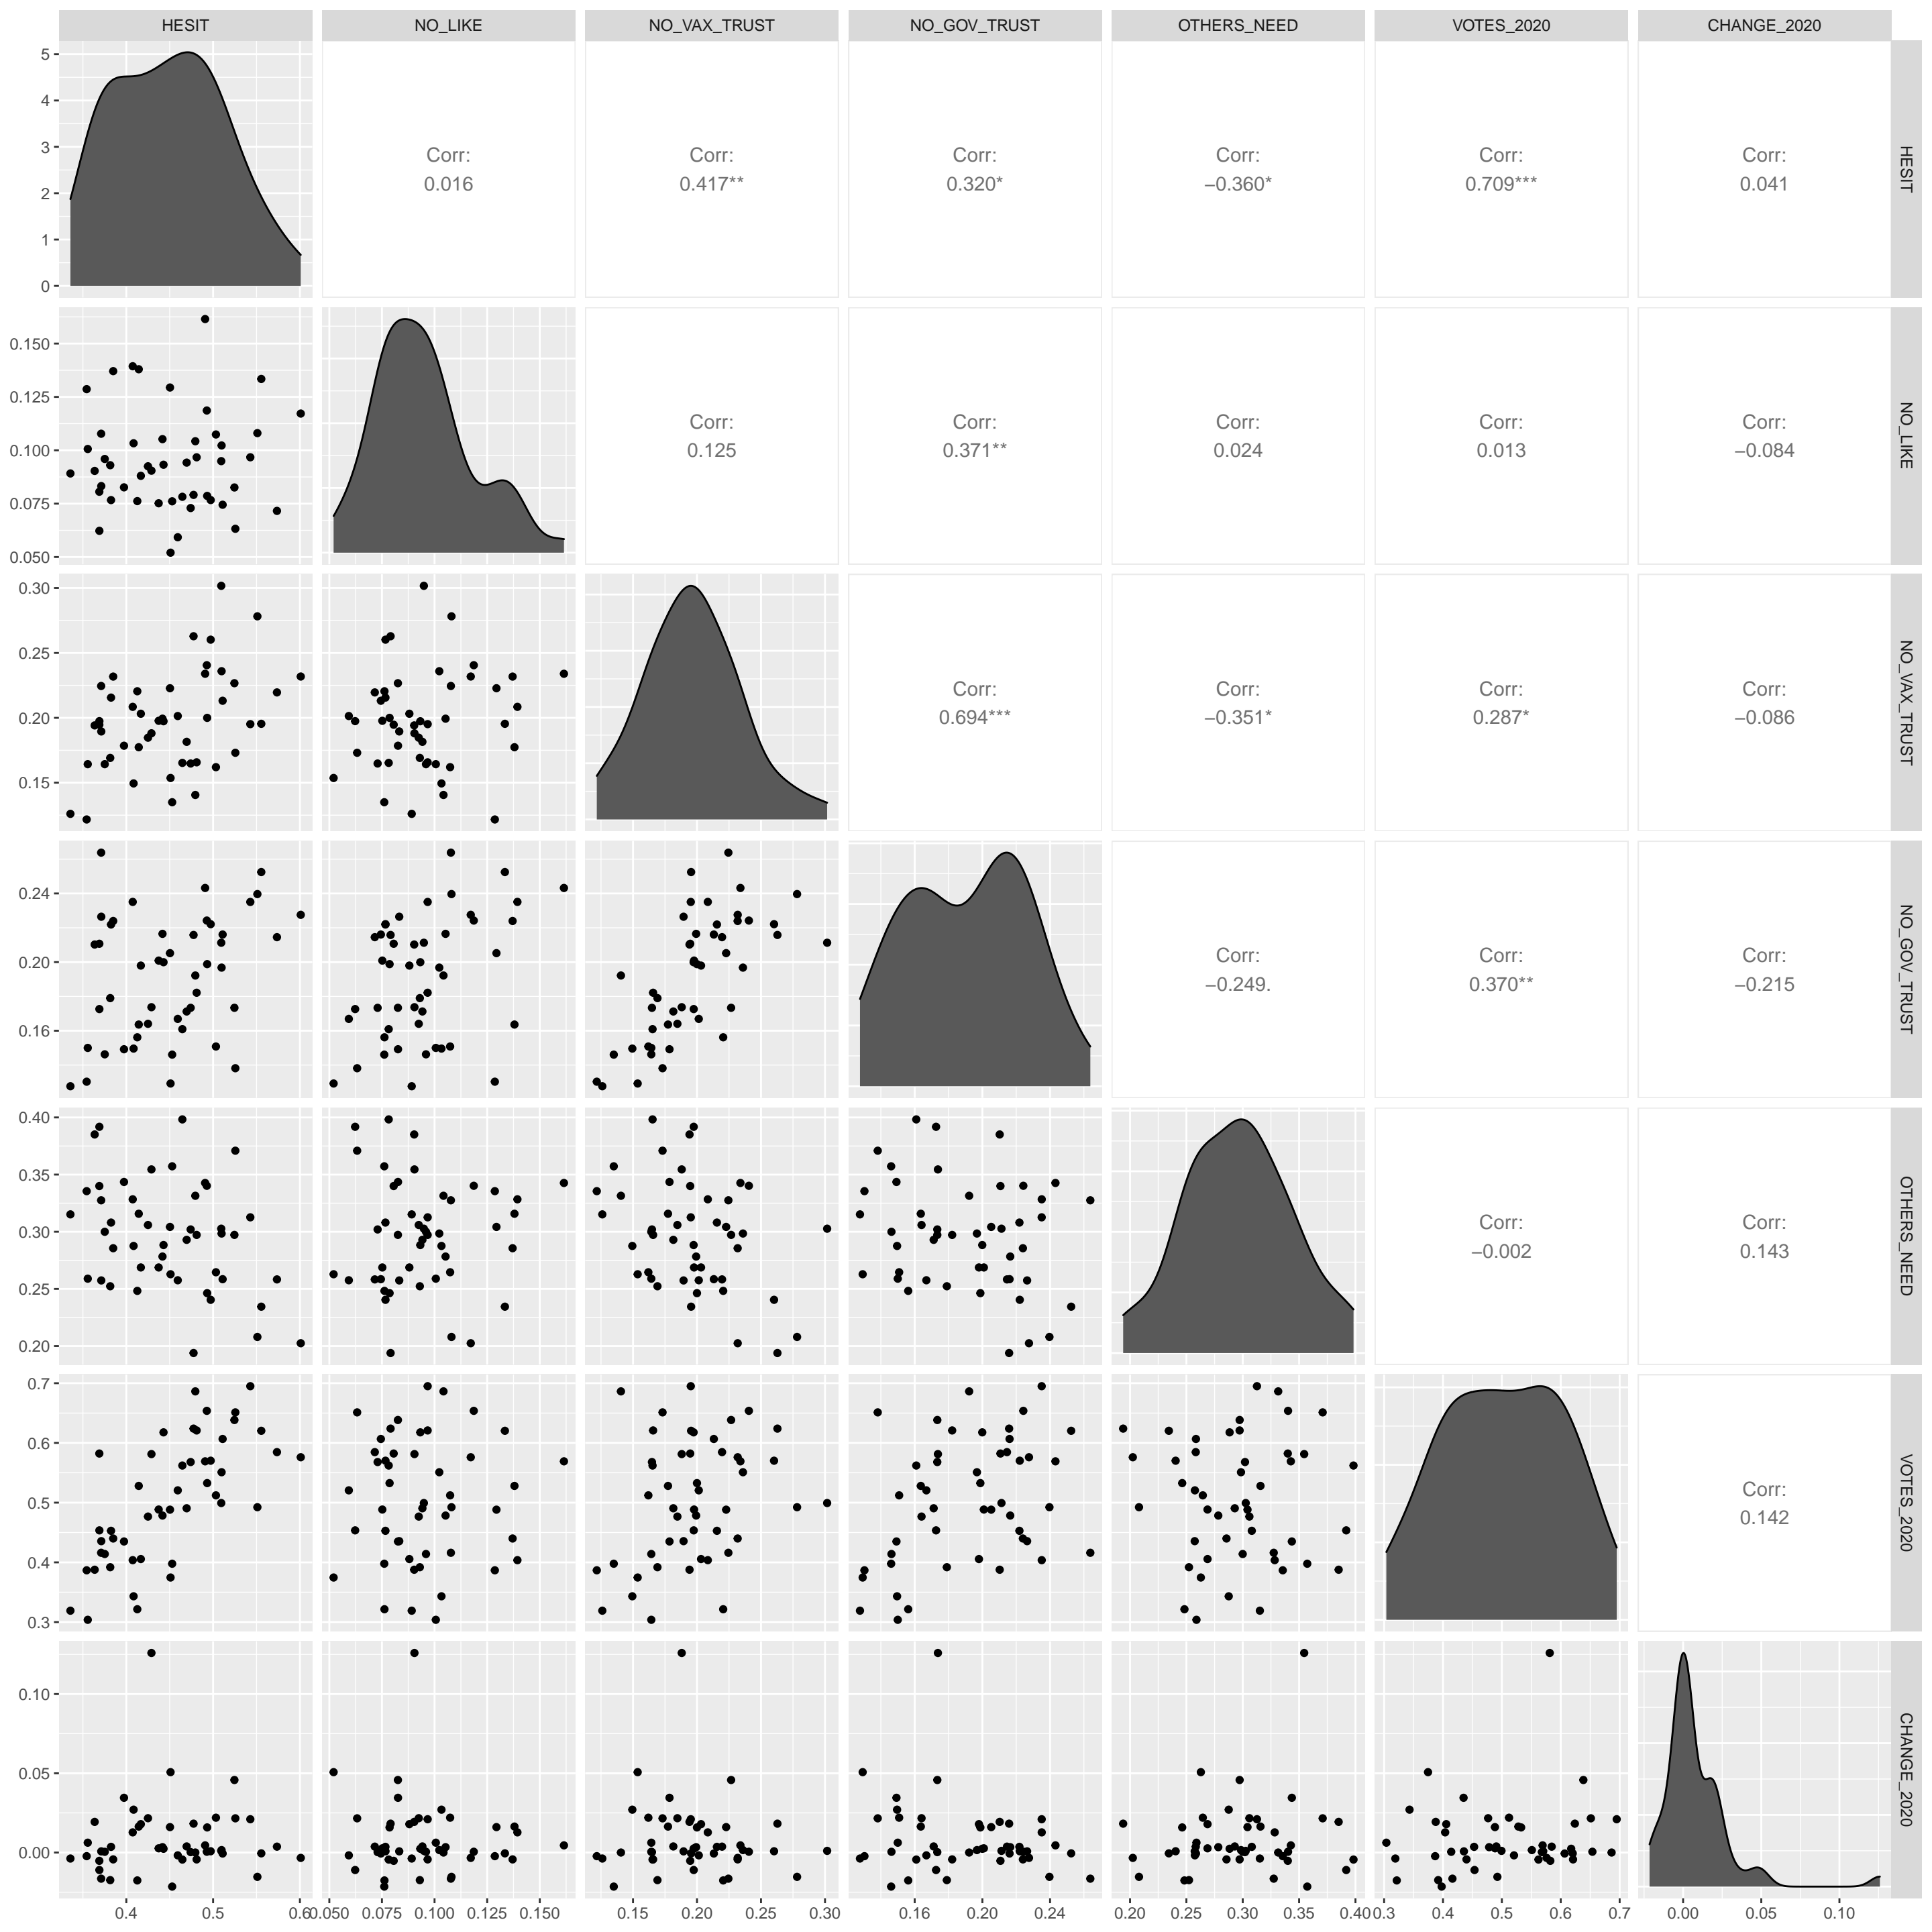 HESIT NO_LIKE NO_VAX_TRUST NO_GOV_TRUST OTHERS_NEED VOTES_2020 CHANGE_2020
5
4
3
2
1
0
Corr: Corr: Corr: Corr: Corr: Corr:
0.016 0.417** 0.320* −0.360* 0.709*** 0.041
HESIT
0.150
0.125
0.100
0.075
0.050
Corr: Corr: Corr: Corr: Corr:
0.125 0.371** 0.024 0.013 −0.084
NO_LIKE
0.30
0.25
0.20
0.15
Corr: Corr: Corr: Corr:
0.694*** −0.351* 0.287* −0.086
NO_VAX_TRUST
0.24
0.20
0.16
Corr: Corr: Corr:
−0.249. 0.370** −0.215
NO_GOV_TRUST
0.40
0.35
0.30
0.25
0.20
Corr: Corr:
−0.002 0.143
OTHERS_NEED
0.7
0.6
0.5
0.4
0.3
Corr:
0.142
VOTES_2020
0.10
0.05
0.00
CHANGE_2020
0.4 0.5 0.6 0.050 0.075 0.100 0.125 0.150 0.15 0.20 0.25 0.30 0.16 0.20 0.24 0.20 0.25 0.30 0.35 0.40 0.3 0.4 0.5 0.6 0.7 0.00 0.05 0.10